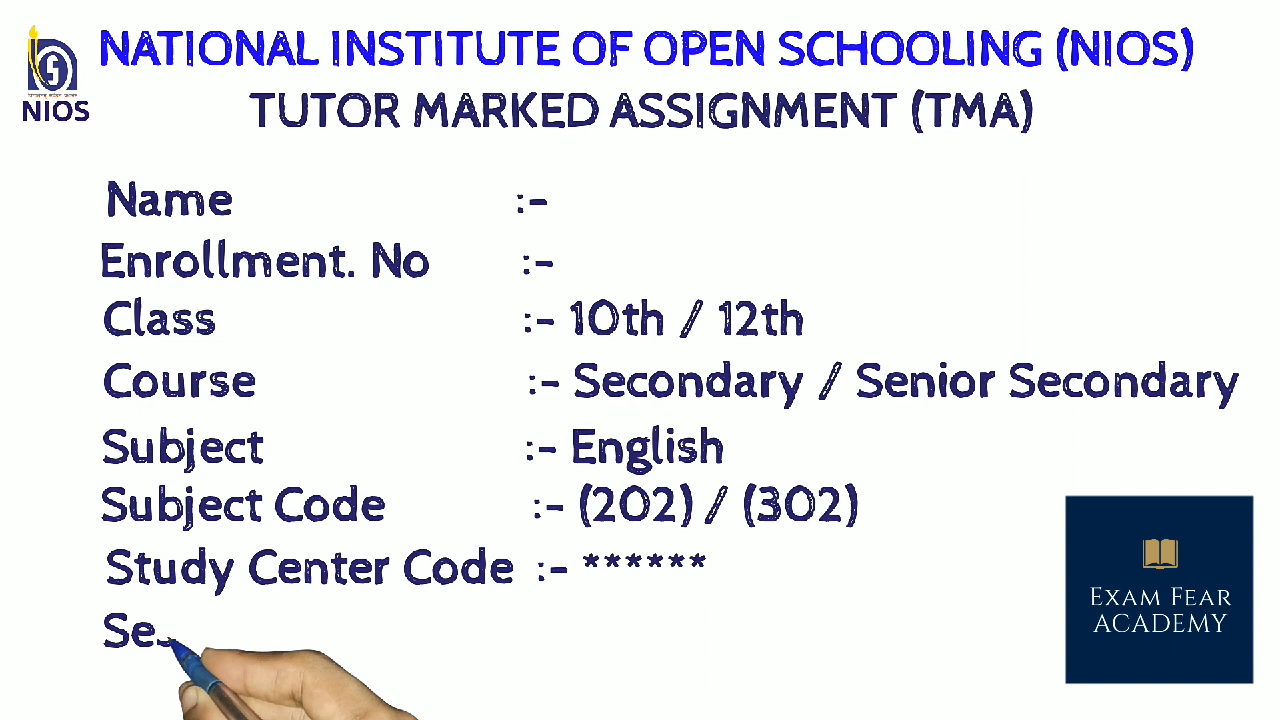 NATIONAL INSTITUTE OF OPEN SCHOOLING (NIOS)
NIOS
TUTOR MARKED ASSIGNMENT (TMA)
Name :-
Enrollment. No :-
Class :- 10th / 12th
Course :- Secondary / Senior Secondary
Subject :- English
Subject Code :- (202) / (302)
Study Center Code :- ******
Ses
EXAM FEAR
ACADEMY